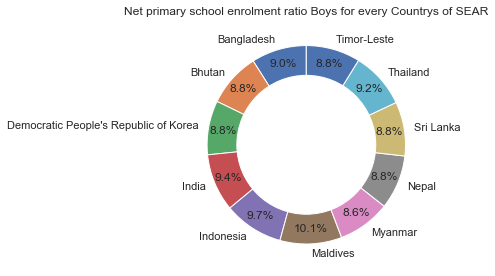 Net primary school enrolment ratio Boys for every Countrys of SEAR
Bangladesh
Timor-Leste
Bhutan
Thailand
Democratic People's Republic of Korea
Sri Lanka
India
Nepal
Indonesia
Myanmar
Maldives
9.0%
8.8%
8.8%
9.2%
8.8%
8.8%
9.4%
8.8%
9.7%
8.6%
10.1%